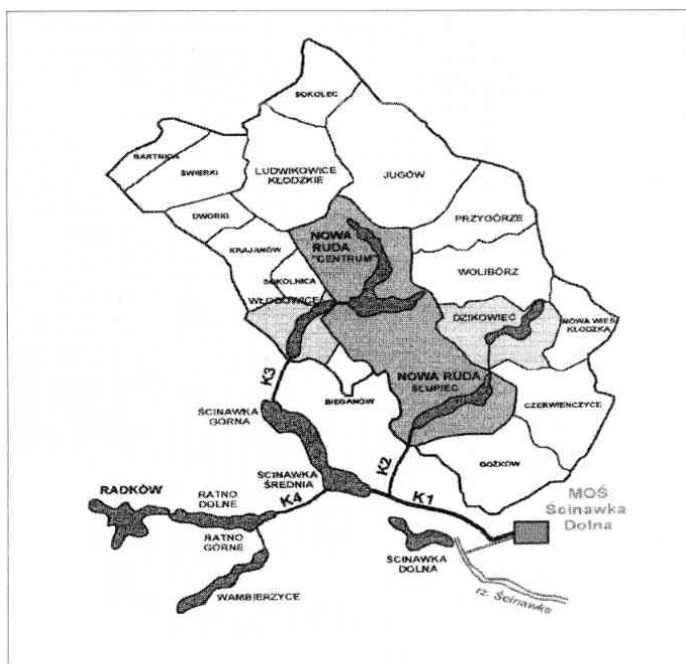 SOKOLEC
BARTNICA
ŚWIERKI
LUDWIKOWICE
KŁODZKIE
JUGÓW
DWORKI
PRZYGÓRZE
KRAJANÓW
NOWA
RUDA
"CENTRUM"
WOLIBÓRZ
SOKOLNICA
WŁODOWICE
DZIKOWIEC
NOWA WIEŚ
KŁODZKA
K3
NOWA RUDA
SŁUPIEC
BIEGANÓW
CZERWIEŃCZYCE
ŚCINAWKA
GÓRNA
K2
BOŻKÓW
ŚCINAWKA
ŚREDNIA
RADKÓW
RATNO
DOLNE
K4
K1
MOŚ
Ścinawka
Dolna
RATNO
GÓRNE
ŚCINAWKA
DOLNA
WAMBIERZYCE
rz. Ścinawka